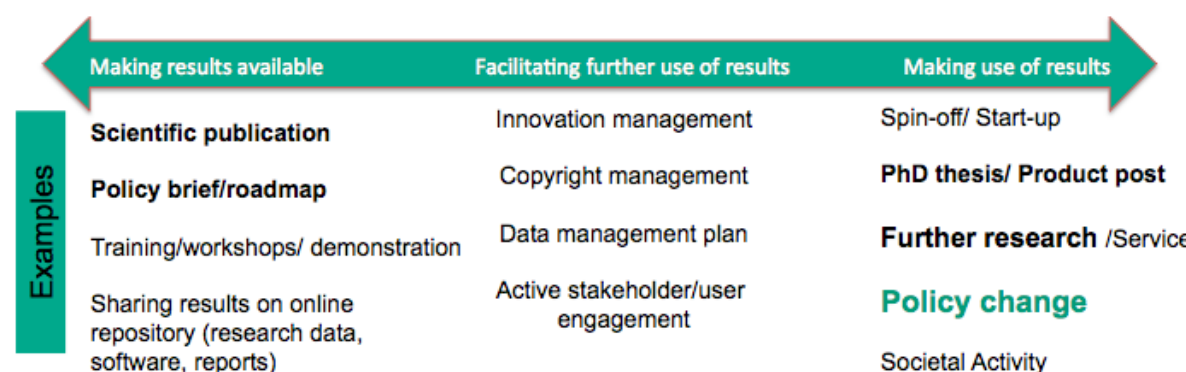 Making results available
Facilitating further use of results
Making use of results
Examples
Scientific publication
Policy brief/roadmap
Training/workshops/ demonstration
Sharing results on online
repository (research data,
software, reports)
Innovation management
Copyright management
Data management plan
Active stakeholder/user
engagement
Spin-off/ Start-up
PhD thesis/ Product post
Further research /Service
Policy change
Societal Activity